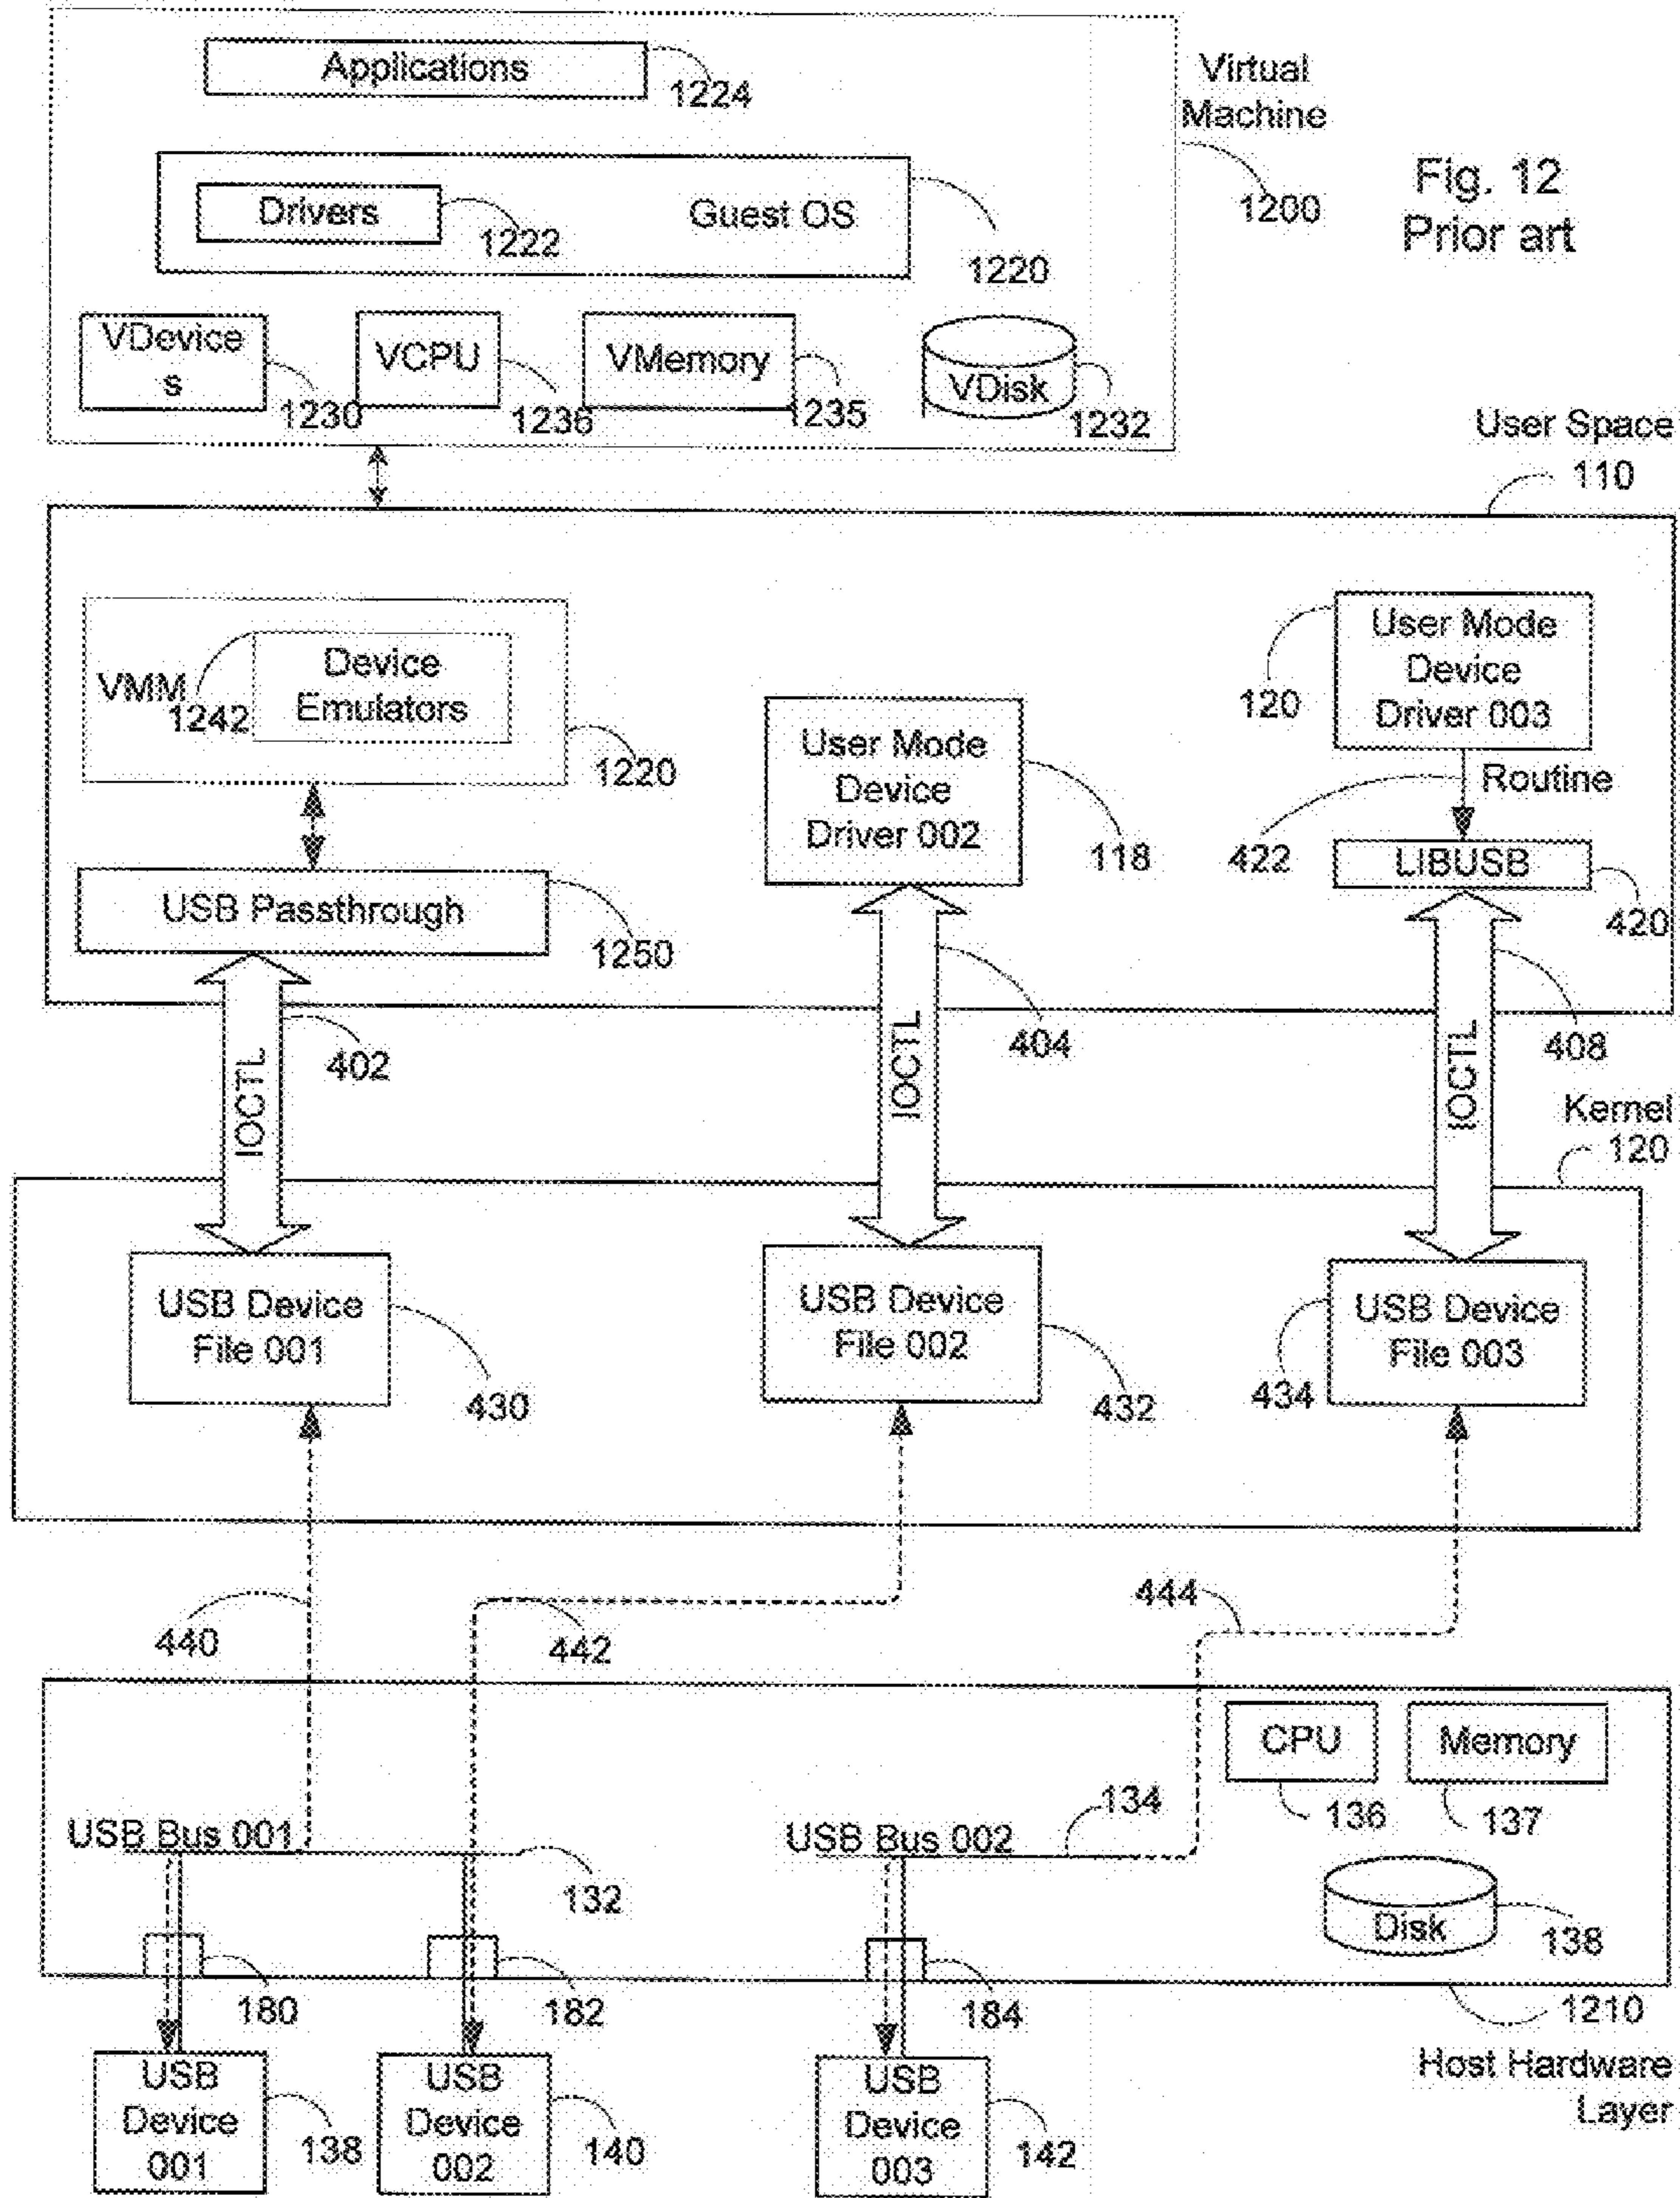 Applications
1224
Virtual
Machine
1200
Fig. 12
Prior art
Drivers
1222
Guest OS
1220
VDevice
s
1230
VCPU
1236
VMemory
1235
VDisk
1232
User Space
110
VMM
1242
Device
Emulators
1220
User Mode
Device
Driver 002
118
120
User Mode
Device
Driver 003
Routine
422
LIBUSB
420
USB Passthrough
1250
IOCTL
402
IOCTL
404
IOCTL
408
Kernel
120
USB Device
File 001
430
USB Device
File 002
432
434
USB Device
File 003
440
442
444
CPU
136
Memory
137
USB Bus 001
132
USB Bus 002
134
Disk
138
180
182
184
1210
Host Hardware
Layer
USB
Device
001
138
USB
Device
002
140
USB
Device
003
142